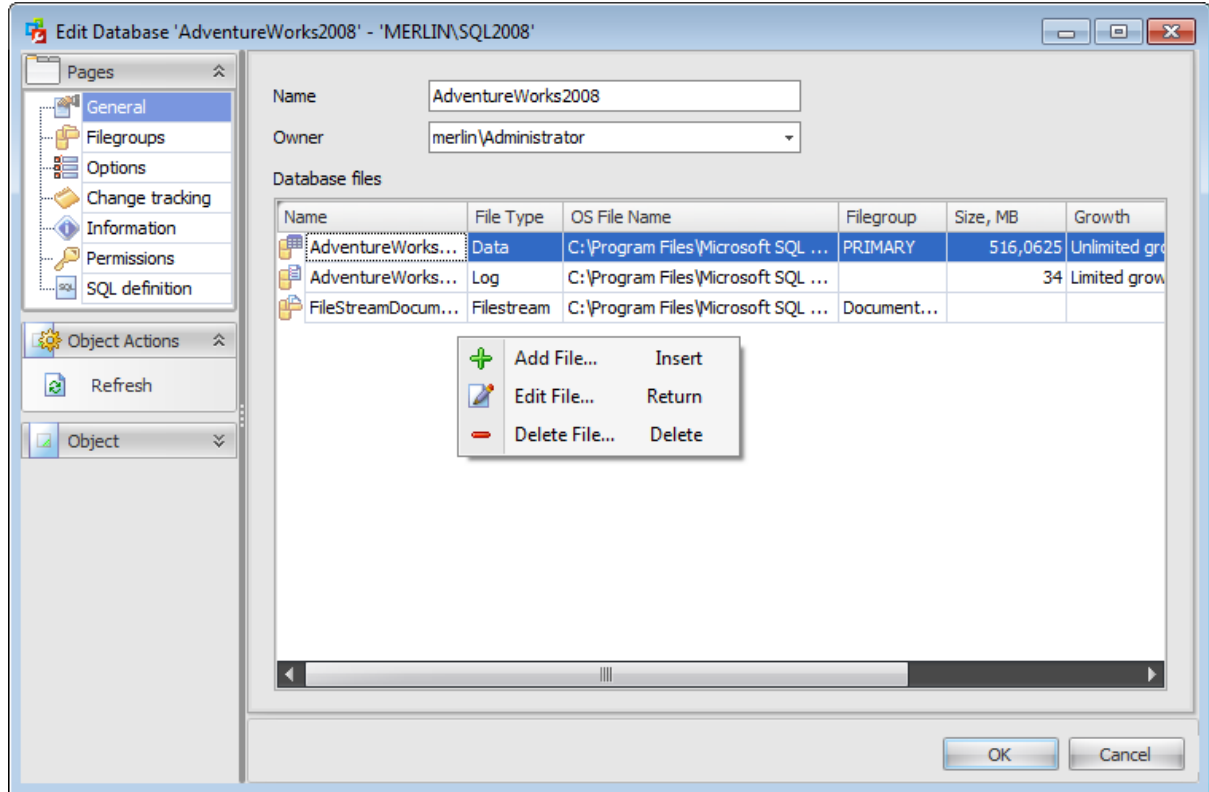 Edit Database 'AdventureWorks2008' - 'MERLIN\SQL2008'
Pages
General
Filegroups
Options
Change tracking
Information
Permissions
SQL definition
Object Actions
Refresh
Object
Name AdventureWorks2008
Owner merlin\Administrator
Database files
Name File Type OS File Name Filegroup Size, MB Growth
AdventureWorks... Data C:\Program Files\Microsoft SQL ... PRIMARY 516,0625 Unlimited gro
AdventureWorks... Log C:\Program Files\Microsoft SQL ... 34 Limited grow
FileStreamDocum... Filestream C:\Program Files\Microsoft SQL ... Document...
Add File... Insert
Edit File... Return
Delete File... Delete
OK Cancel